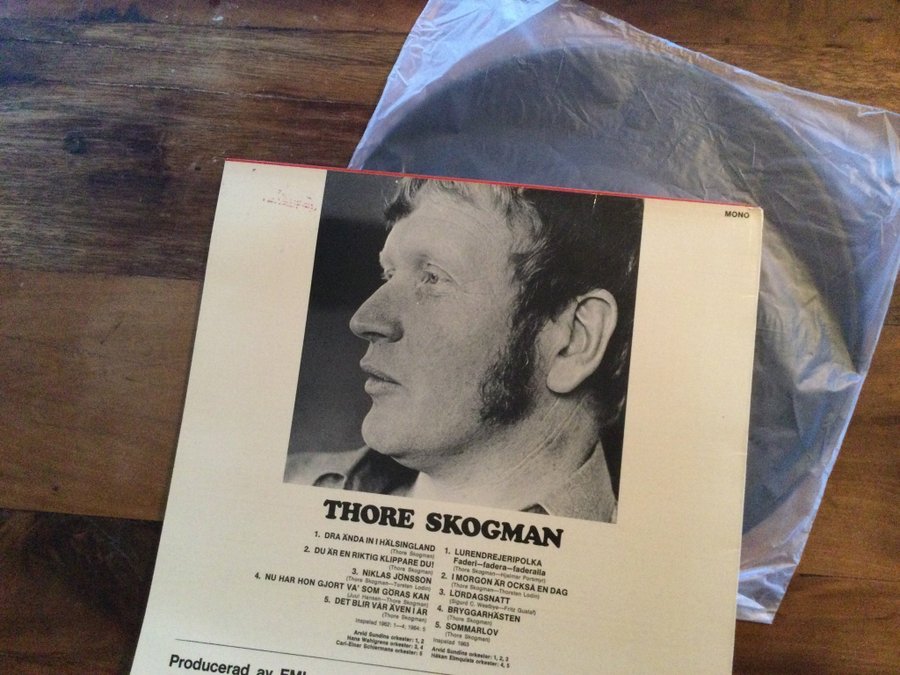 MONO
THORE SKOGMAN
1. DRA ÄNDA IN I HÄLSINGLAND
(Thore Skogman)
2. DU ÄR EN RIKTIG KLIPPARE DU!
(Thore Skogman)
3. NIKLAS JÖNSSON
(Thore Skogman—Torsten Lodin)
4. NU HAR HON GJORT VA' SOM GÖRAS KAN
(Uuur Hansen—Thore Skogman)
5. DET BLIR VÅR ÄVEN I ÅR
(Thore Skogman)
Inspelad 1962: 1—4, 1964: 5
Arvid Sundins orkester: 1, 2
Hans Wahlgrens orkester: 3, 4
Carl-Einar Söldermans orkester: 5
1. LURENDREJERIPOLKA
Faderi—fadera—faderalla
(Thore Skogman—Hjalmar Portsmyr)
2. I MORGON ÄR OCKSÅ EN DAG
(Thore Skogman—Thorsten Lodin)
3. LÖRDAGSNATT
(Sigurd C. Westbye—Fritz Gustaf)
4. BRYGGARHÄSTEN
(Thore Skogman)
5. SOMMARLOV
(Thore Skogman)
Inspelad 1963
Arvid Sundins orkester: 1, 2, 3
Håkan Elmquists orkester: 4, 5
Producerad av EMI